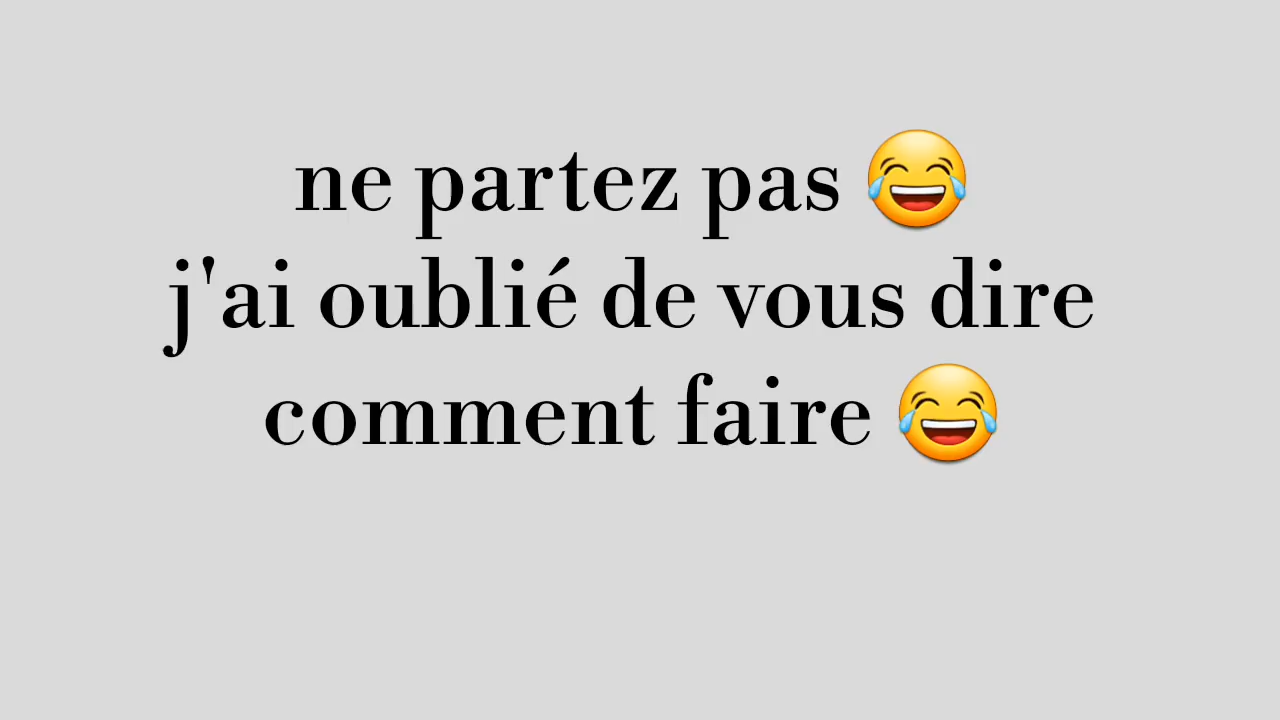 ne partez pas 😂
j'ai oublié de vous dire
comment faire 😂